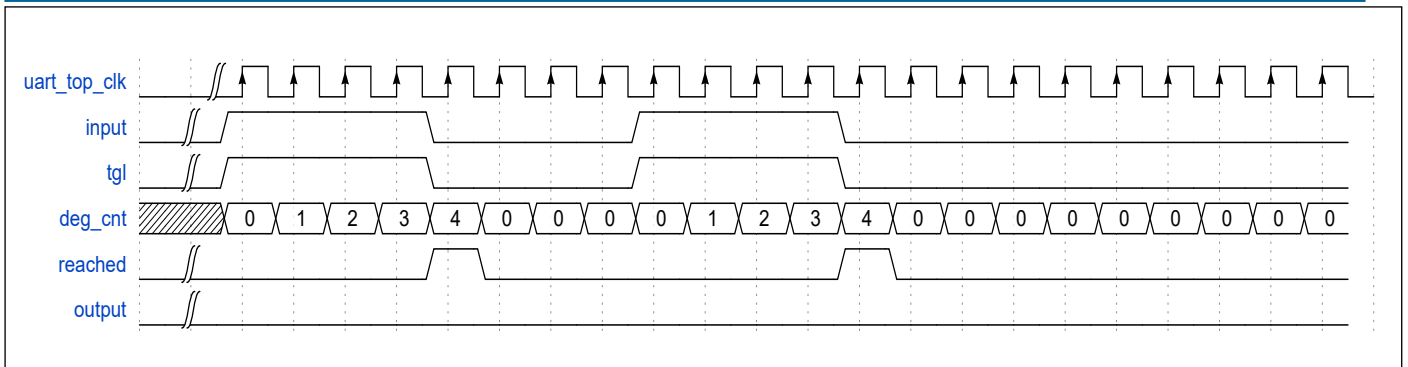 uart_top_clk
input
tgl
deg_cnt 0 1 2 3 4 0 0 0 0 1 2 3 4 0 0 0 0 0 0 0 0 0
reached
output